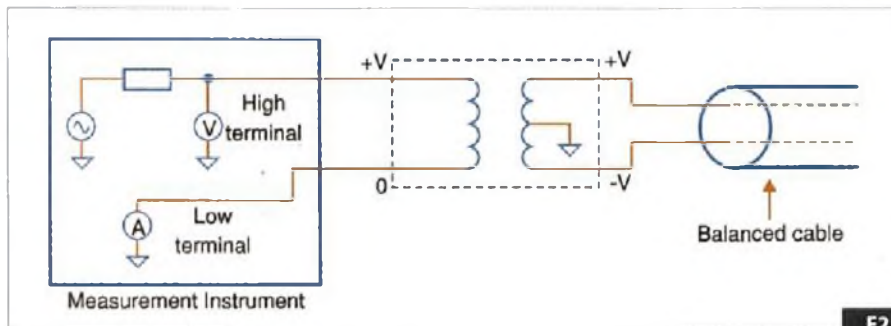 +V
+V
High
terminal
V
0
-V
Low
terminal
A
Balanced cable
Measurement Instrument